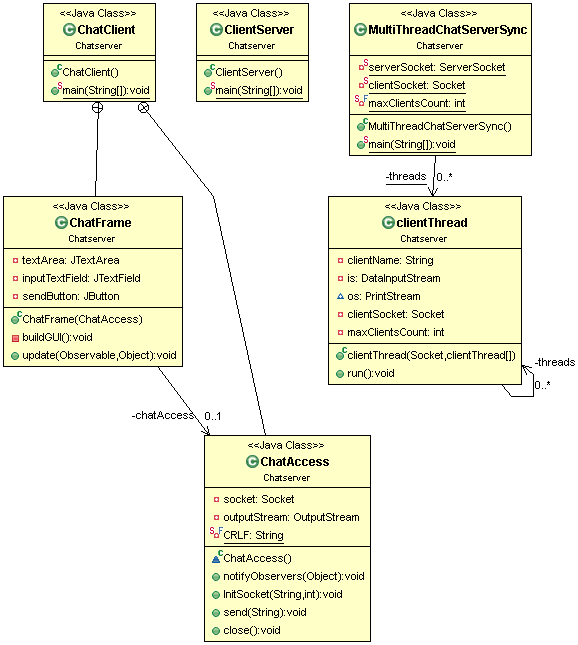 <<Java Class>>
ChatClient
Chatserver
ChatClient()
main(String[]):void
<<Java Class>>
ClientServer
Chatserver
ClientServer()
main(String[]):void
<<Java Class>>
MultiThreadChatServerSync
Chatserver
serverSocket: ServerSocket
clientSocket: Socket
maxClientsCount: int
MultiThreadChatServerSync()
main(String[]):void
-threads
0..*
<<Java Class>>
ChatFrame
Chatserver
textArea: JTextArea
inputTextField: JTextField
sendButton: JButton
ChatFrame(ChatAccess)
buildGUI():void
update(Observable,Object):void
<<Java Class>>
clientThread
Chatserver
clientName: String
is: DataInputStream
os: PrintStream
clientSocket: Socket
maxClientsCount: int
clientThread(Socket,clientThread[])
run():void
-threads
0..*
-chatAccess
0..1
<<Java Class>>
ChatAccess
Chatserver
socket: Socket
outputStream: OutputStream
CRLF: String
ChatAccess()
notifyObservers(Object):void
InitSocket(String,int):void
send(String):void
close():void